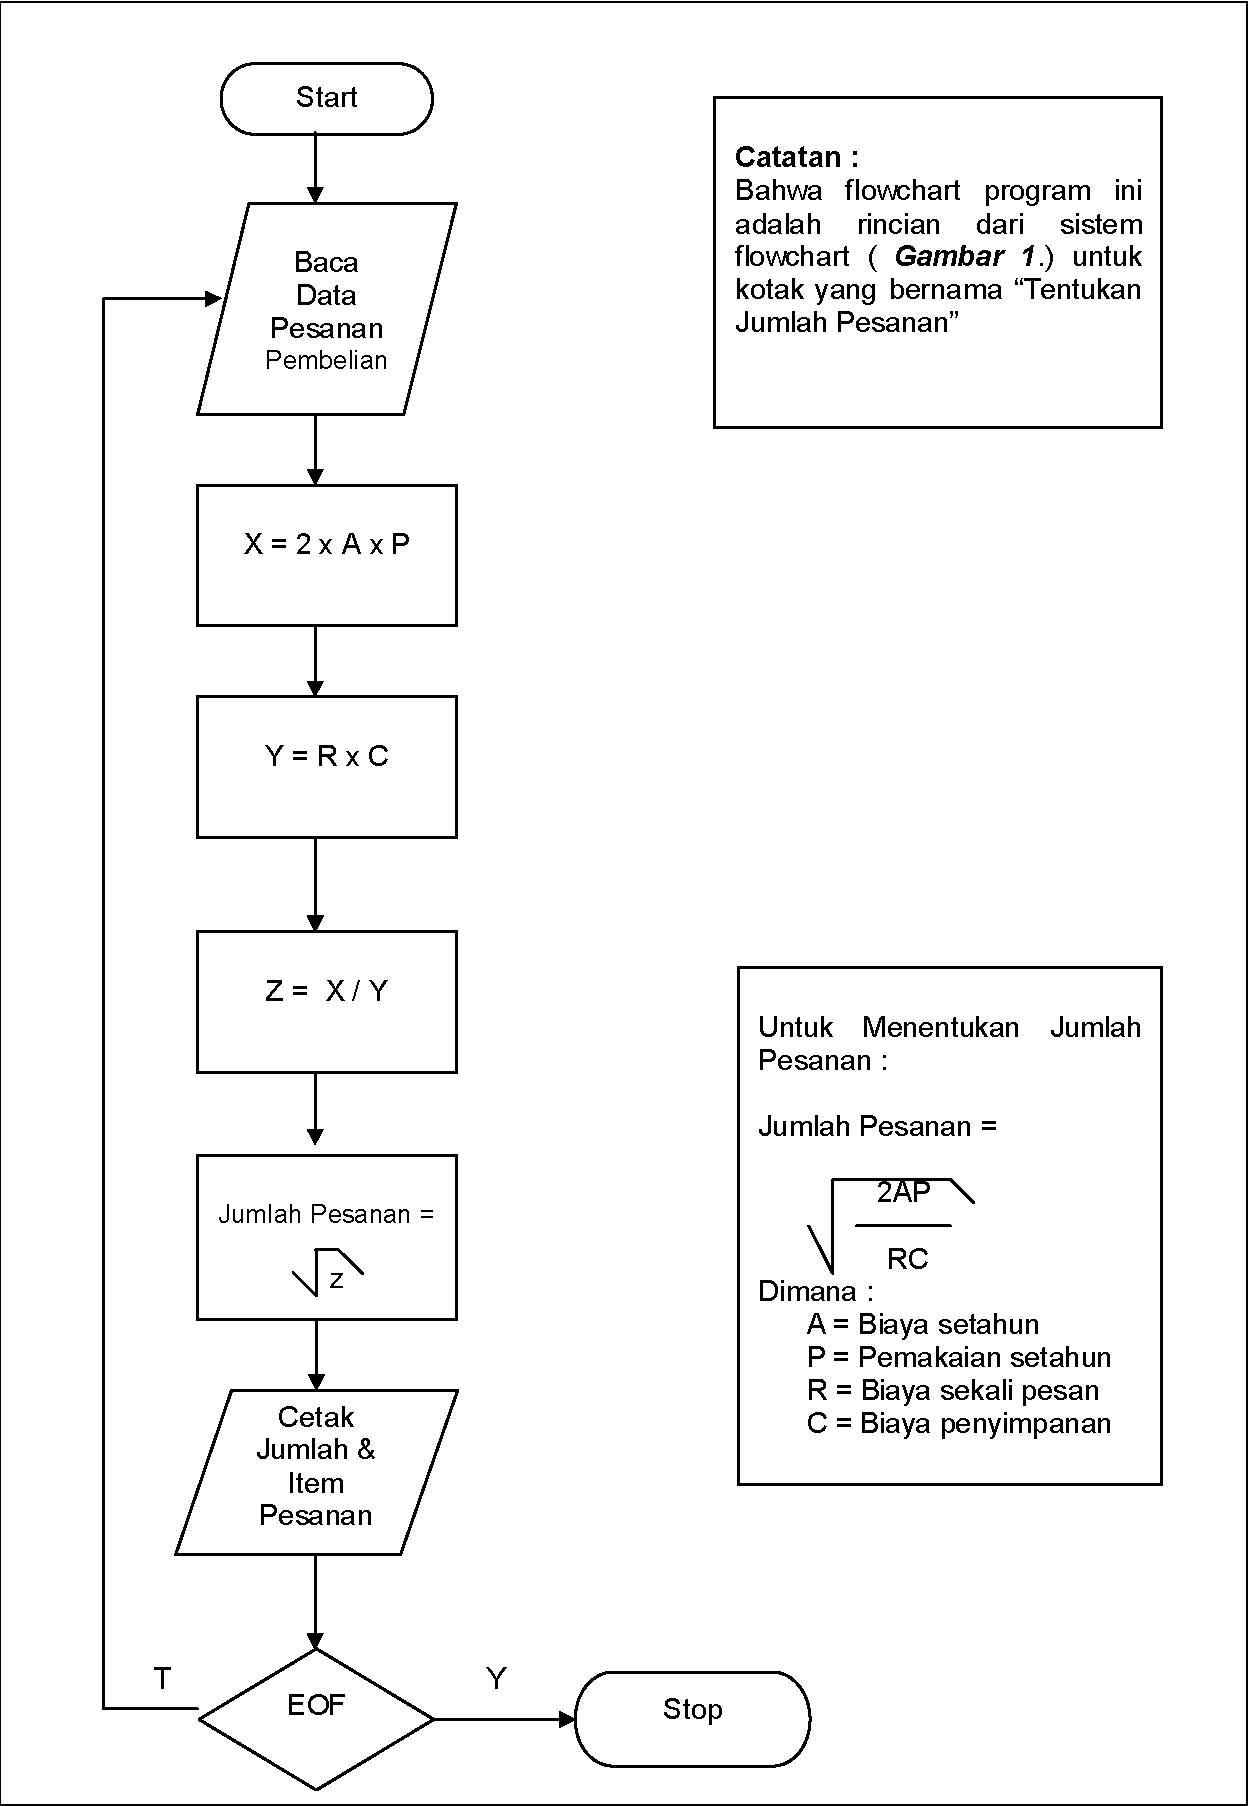 Start
Baca
Data
Pesanan
Pembelian
X = 2 x A x P
Y = R x C
Z = X / Y
Jumlah Pesanan =
√z
Cetak
Jumlah &
Item
Pesanan
EOF
T
Y
Stop
Catatan :
Bahwa flowchart program ini
adalah rincian dari sistem
flowchart ( Gambar 1.) untuk
kotak yang bernama “Tentukan
Jumlah Pesanan”
Untuk Menentukan Jumlah
Pesanan :
Jumlah Pesanan =
2AP
RC
Dimana :
A = Biaya setahun
P = Pemakaian setahun
R = Biaya sekali pesan
C = Biaya penyimpanan